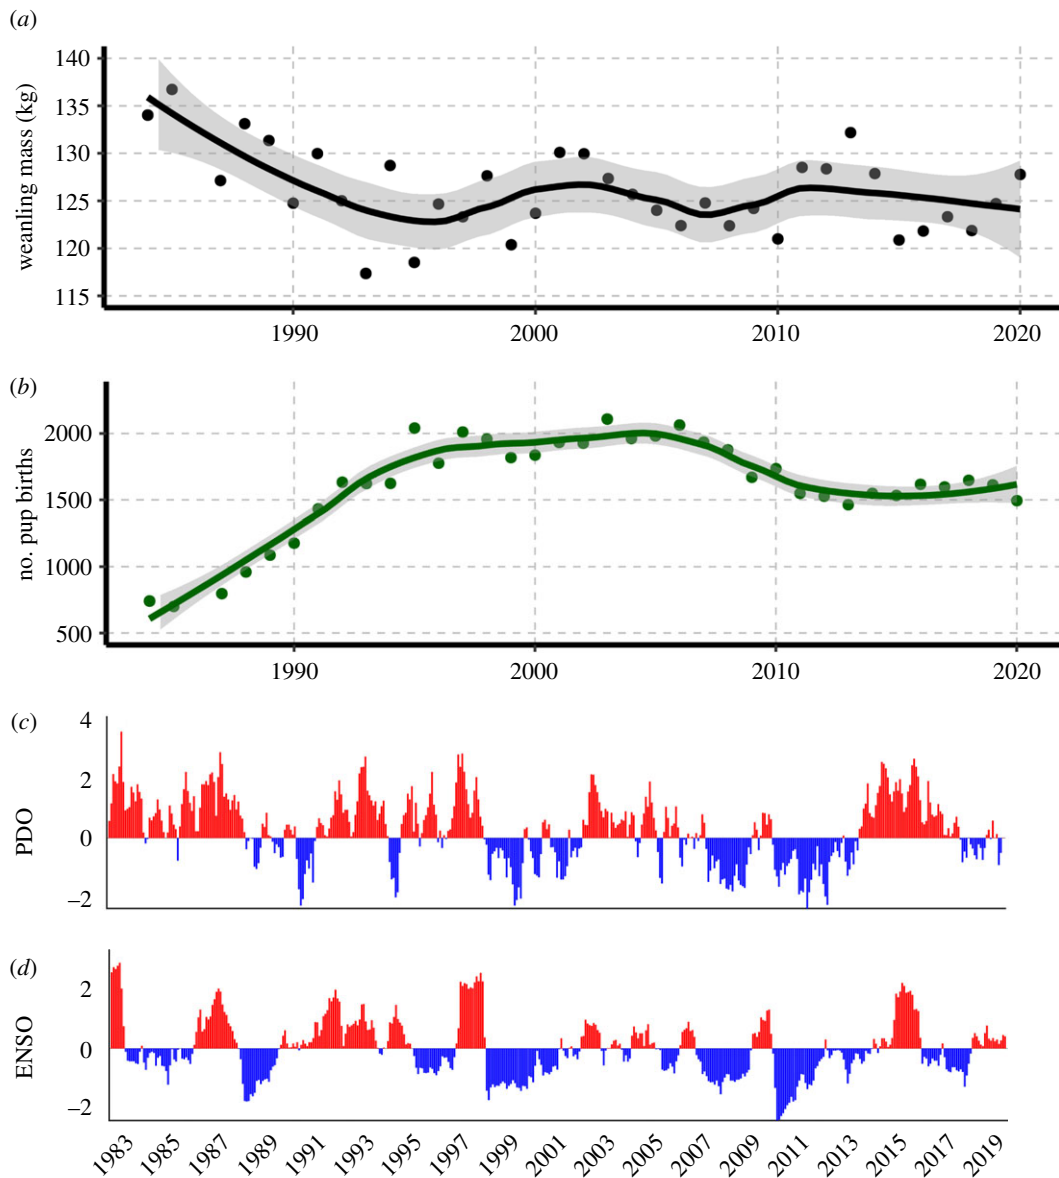 (a)
weanling mass (kg)
140
135
130
125
120
115
1990 2000 2010 2020
(b)
no. pup births
2000
1500
1000
500
1990 2000 2010 2020
(c)
PDO
4
2
0
–2
(d)
ENSO
2
0
–2
1983 1985 1987 1989 1991 1993 1995 1997 1999 2001 2003 2005 2007 2009 2011 2013 2015 2017 2019